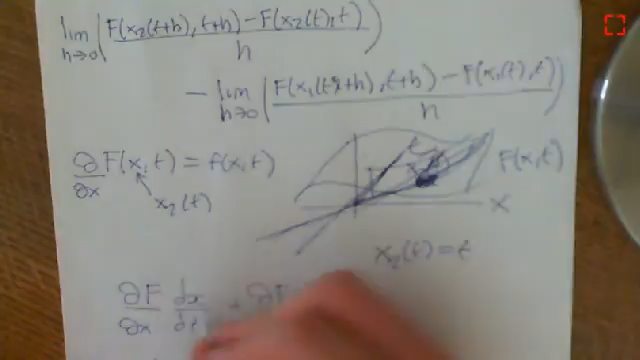 lim h→0 (F(x₂(t+h), t+h) − F(x₂(t), t) / h)
− lim h→0 (F(x₁(t+h), t+h) − F(x₁(t), t) / h)
∂/∂x F(x, t) = f(x, t)
x₂(t)
F(x, t)
x
x₂(t) = t
∂F/∂x dx/dt + ∂F